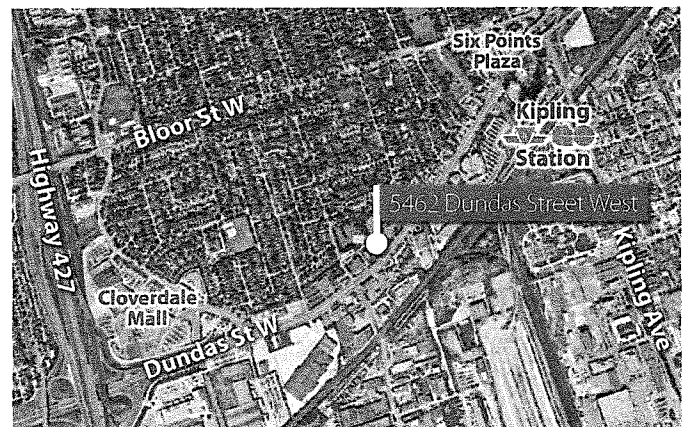 Six Points
Plaza
Bloor St W
Kipling
Station
5462 Dundas Street West
Highway 427
Kipling Ave
Cloverdale
Mall
Dundas St W